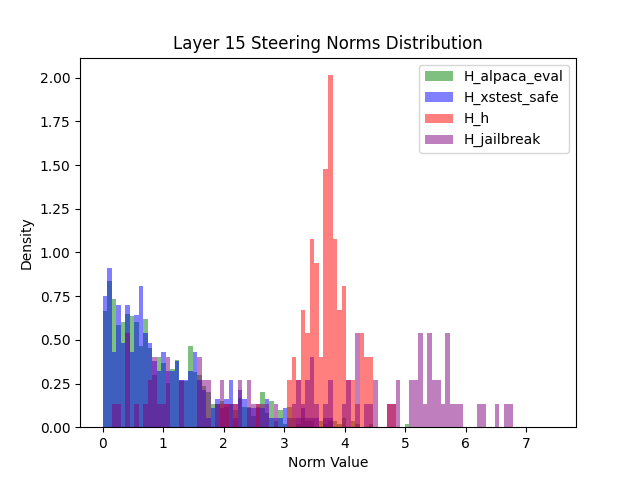 Layer 15 Steering Norms Distribution
H_alpaca_eval
H_xstest_safe
H_h
H_jailbreak
Density
2.00
1.75
1.50
1.25
1.00
0.75
0.50
0.25
0.00
0 1 2 3 4 5 6 7
Norm Value